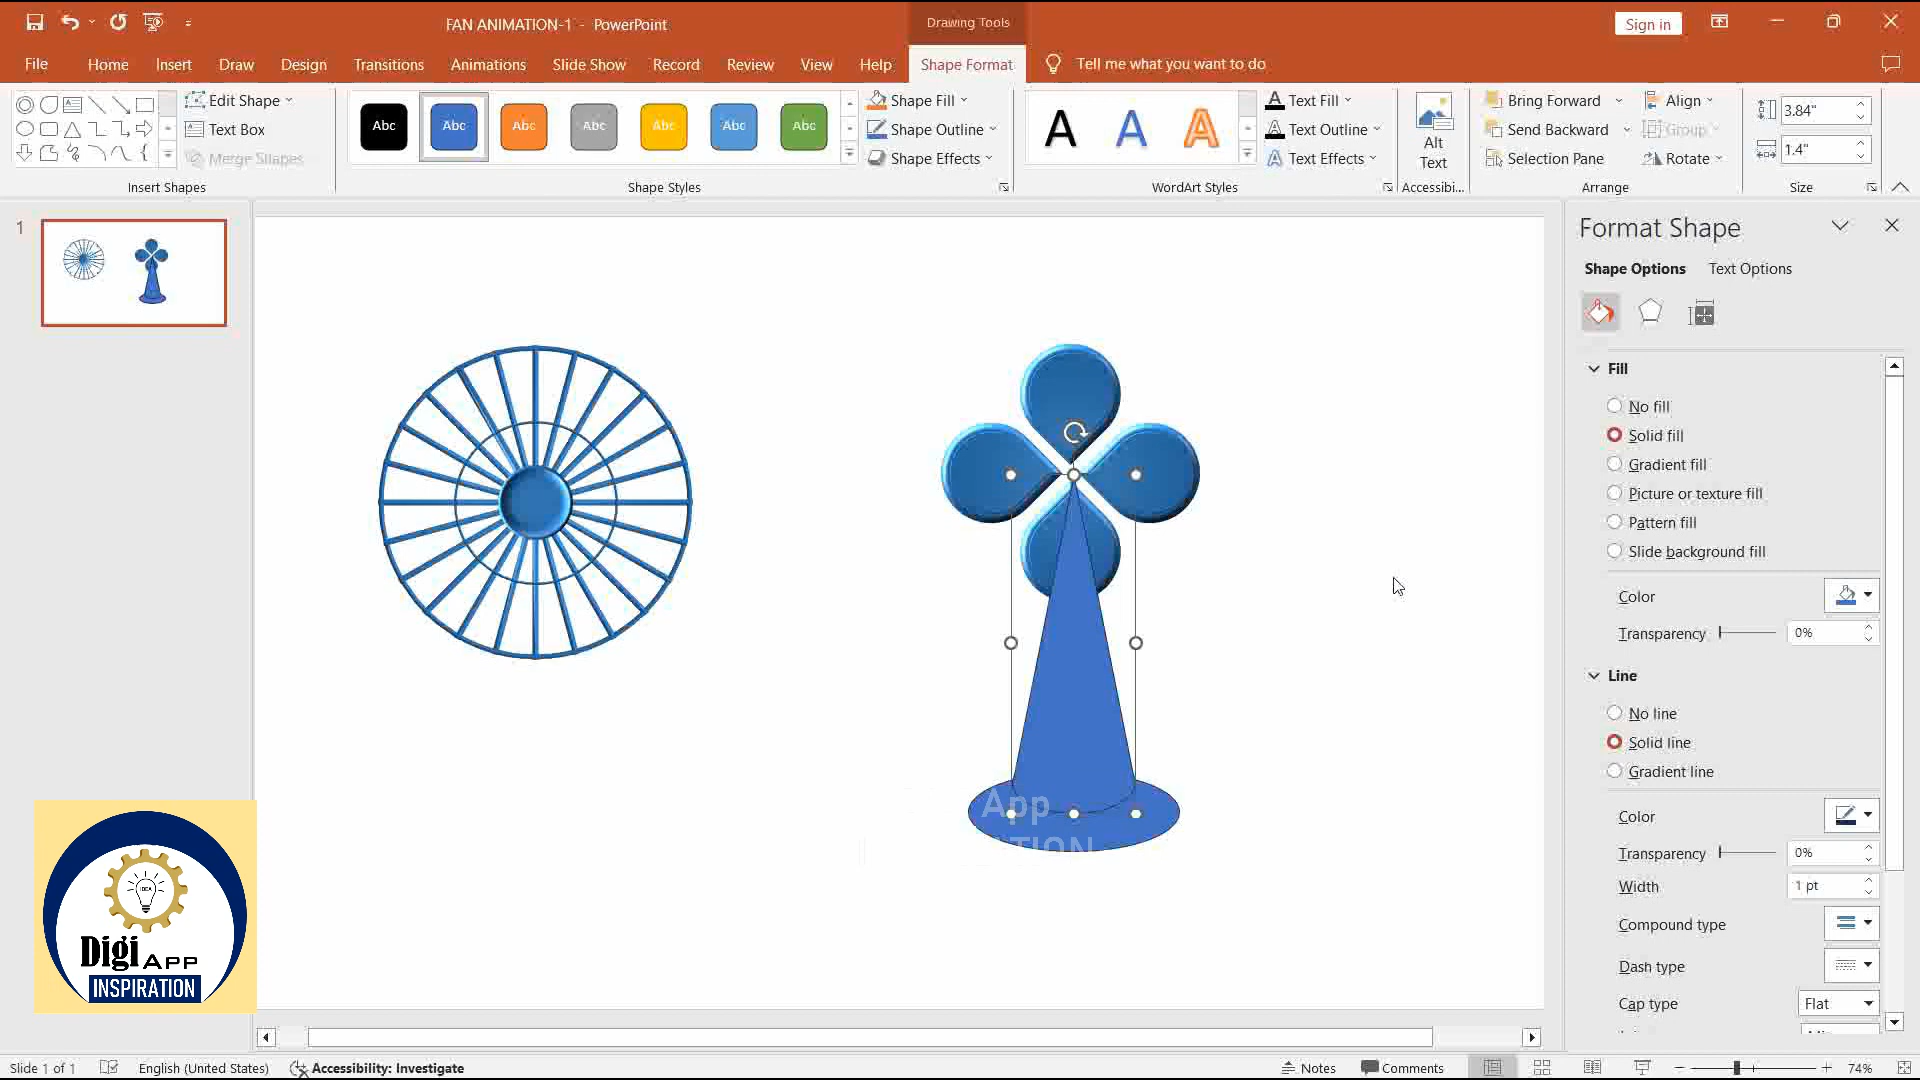 FAN ANIMATION-1 - PowerPoint
Drawing Tools
Sign in
File Home Insert Draw Design Transitions Animations Slide Show Record Review View Help Shape Format Tell me what you want to do
Edit Shape
Text Box
Merge Shapes
Insert Shapes
Abc Abc Abc Abc Abc Abc Abc
Shape Styles
Shape Fill
Shape Outline
Shape Effects
A A A
WordArt Styles
Text Fill
Text Outline
Text Effects
Alt
Text
Accessibi...
Bring Forward
Send Backward
Selection Pane
Align
Group
Rotate
Arrange
3.84"
1.4"
Size
1
Format Shape
Shape Options Text Options
Fill
No fill
Solid fill
Gradient fill
Picture or texture fill
Pattern fill
Slide background fill
Color
Transparency 0%
Line
No line
Solid line
Gradient line
Color
Transparency 0%
Width 1 pt
Compound type
Dash type
Cap type Flat
App
TION
IDEA
Digi APP
INSPIRATION
Slide 1 of 1 English (United States) Accessibility: Investigate Notes Comments 74%